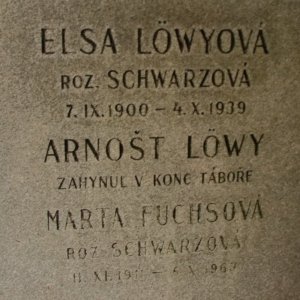 ELSA LÖWYOVÁ
ROZ. SCHWARZOVÁ
7. IX. 1900 – 4. X. 1939
ARNOŠT LÖWY
ZAHYNUL V KONC TÁBOŘE
MARTA FUCHSOVÁ
ROZ. SCHWARZOVÁ